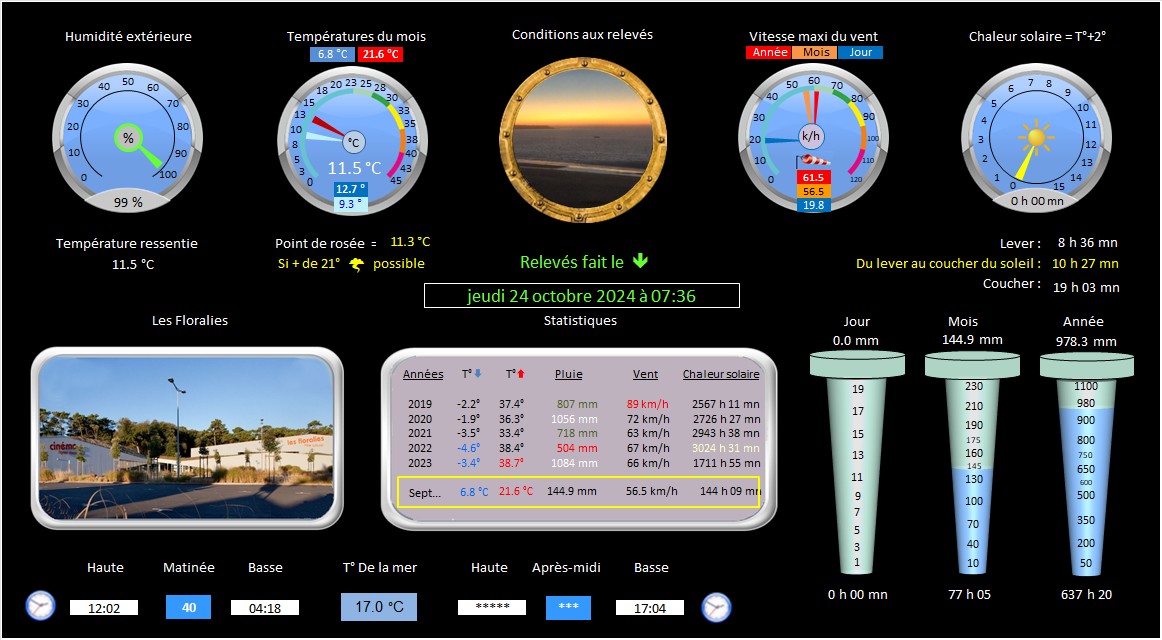 Humidité extérieure
Températures du mois
Conditions aux relevés
Vitesse maxi du vent
Chaleur solaire = T°+2°
6.8 °C 21.6 °C
Année Mois Jour
0 10 20 30 40 50 60 70 80 90 100
%
99 %
0 3 5 8 10 13 15 18 20 23 25 28 30 33 35 38 40 43 45
°C
11.5 °C
12.7 °
9.3 °
0 10 20 30 40 50 60 70 80 90 100 110 120
k/h
61.5
56.5
19.8
0 1 2 3 4 5 6 7 8 9 10 11 12 13 14 15
0 h 00 mn
Température ressentie
11.5 °C
Point de rosée = 11.3 °C
Si + de 21° possible
Relevés fait le
jeudi 24 octobre 2024 à 07:36
Lever : 8 h 36 mn
Du lever au coucher du soleil : 10 h 27 mn
Coucher : 19 h 03 mn
Les Floralies
cinéma
les floralies
Statistiques
Années T° T° Pluie Vent Chaleur solaire
2019 -2.2° 37.4° 807 mm 89 km/h 2567 h 11 mn
2020 -1.9° 36.3° 1056 mm 72 km/h 2726 h 27 mn
2021 -3.5° 33.4° 718 mm 63 km/h 2943 h 38 mn
2022 -4.6° 38.4° 504 mm 67 km/h 3024 h 31 mn
2023 -3.4° 38.7° 1084 mm 66 km/h 1711 h 55 mn
Sept... 6.8 °C 21.6 °C 144.9 mm 56.5 km/h 144 h 09 mn
Jour
0.0 mm
19
17
15
13
11
9
7
5
3
1
0 h 00 mn
Mois
144.9 mm
230
210
190
175
160
145
130
100
70
40
10
77 h 05
Année
978.3 mm
1100
980
900
800
750
650
600
500
350
200
50
637 h 20
Haute Matinée Basse
12:02 40 04:18
T° De la mer
17.0 °C
Haute Après-midi Basse
***** *** 17:04